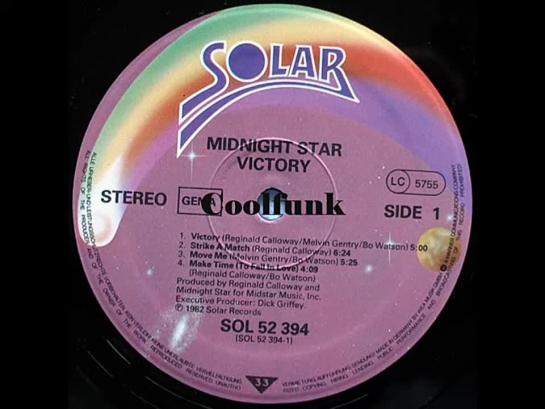 SOLAR
MIDNIGHT STAR
VICTORY
STEREO GEMA Coolfunk LC 5755 SIDE 1
1. Victory (Reginald Calloway/Melvin Gentry/Bo Watson) 5:00
2. Strike A Match (Reginald Calloway) 6:24
3. Move Me (Melvin Gentry/Bo Watson) 5:25
4. Make Time (To Fall In Love) 4:09
(Reginald Calloway/Bo Watson)
Produced by Reginald Calloway and
Midnight Star for Midstar Music, Inc.
Executive Producer: Dick Griffey.
℗ 1982 Solar Records
SOL 52 394
(SOL 52 394-1)
33